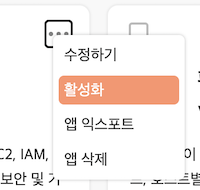 수정하기
활성화
앱 익스포트
앱 삭제
C2, IAM,
보안 및 기